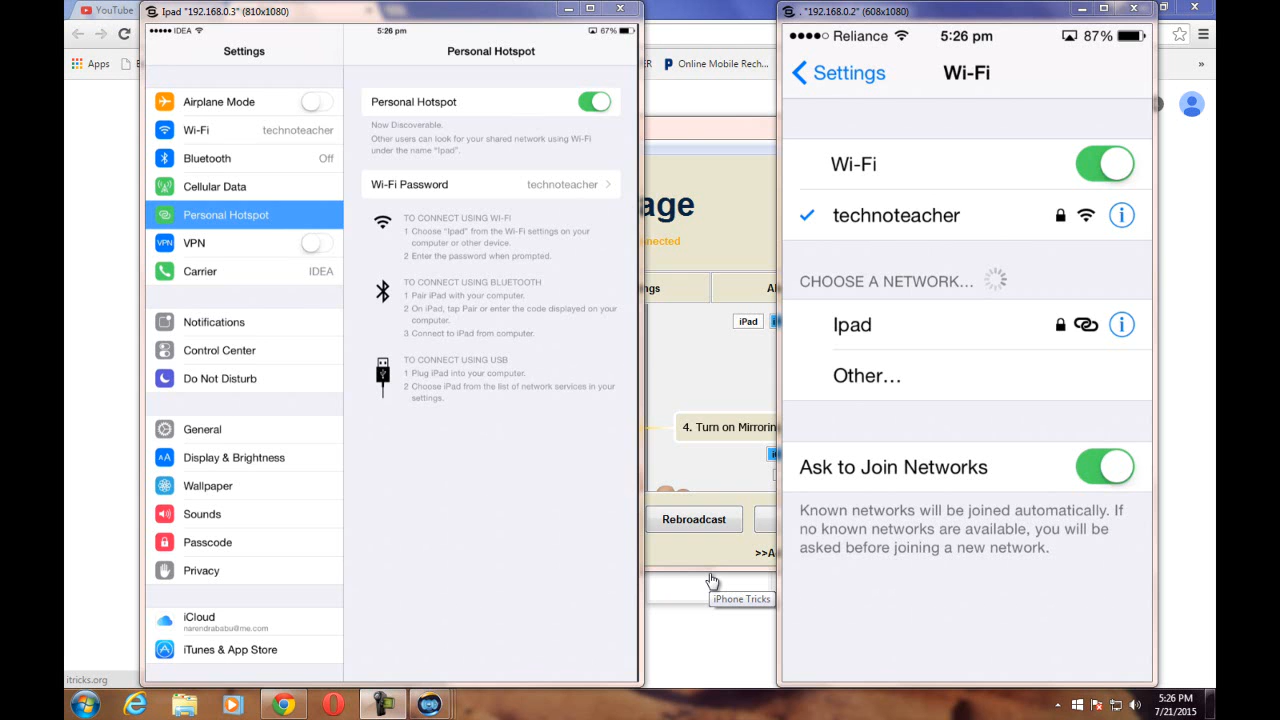 YouTube
Apps
Ipad "192.168.0.3" (810x1080)
IDEA
5:26 pm
67%
Settings
Airplane Mode
Wi-Fi technoteacher
Bluetooth Off
Cellular Data
Personal Hotspot
VPN
VPN
Carrier IDEA
Notifications
Control Center
Do Not Disturb
General
AA Display & Brightness
Wallpaper
Sounds
Passcode
Privacy
iCloud
narendrababu@me.com
iTunes & App Store
Personal Hotspot
Personal Hotspot
Now Discoverable.
Other users can look for your shared network using Wi-Fi
under the name "Ipad".
Wi-Fi Password technoteacher
TO CONNECT USING WI-FI
1 Choose "Ipad" from the Wi-Fi settings on your
computer or other device.
2 Enter the password when prompted.
TO CONNECT USING BLUETOOTH
1 Pair iPad with your computer.
2 On iPad, tap Pair or enter the code displayed on your
computer.
3 Connect to iPad from computer.
TO CONNECT USING USB
1 Plug iPad into your computer.
2 Choose iPad from the list of network services in your
settings.
ER
Online Mobile Rech...
»
age
nected
ngs
iPad
4. Turn on Mirrorin
Rebroadcast
>>A
iPhone Tricks
. "192.168.0.2" (608x1080)
Reliance 5:26 pm 87%
Settings Wi-Fi
Wi-Fi
technoteacher
CHOOSE A NETWORK...
Ipad
Other...
Ask to Join Networks
Known networks will be joined automatically. If
no known networks are available, you will be
asked before joining a new network.
itricks.org
5:26 PM
7/21/2015